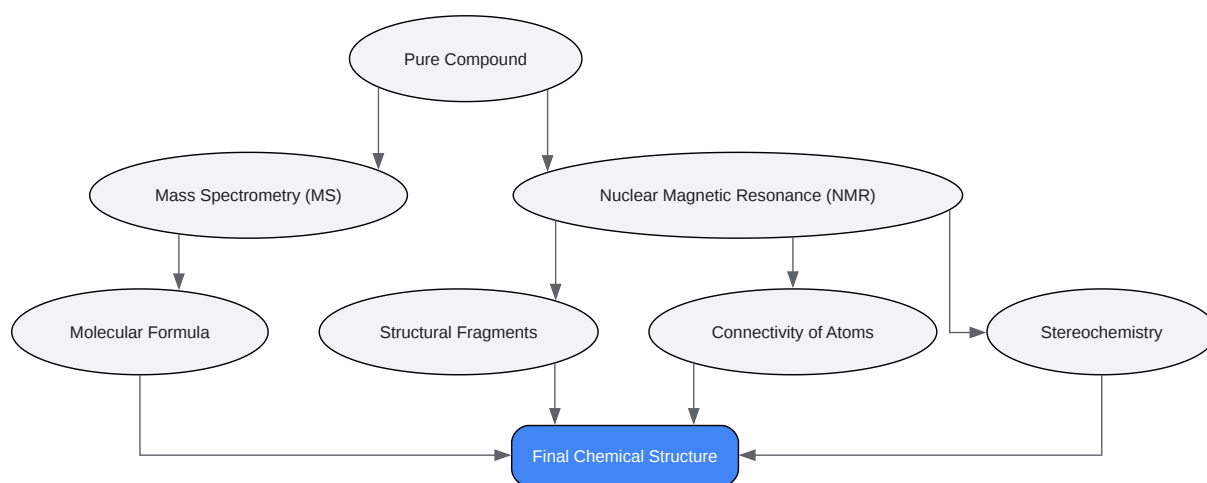 Pure Compound
Mass Spectrometry (MS)
Nuclear Magnetic Resonance (NMR)
Molecular Formula
Structural Fragments
Connectivity of Atoms
Stereochemistry
Final Chemical Structure